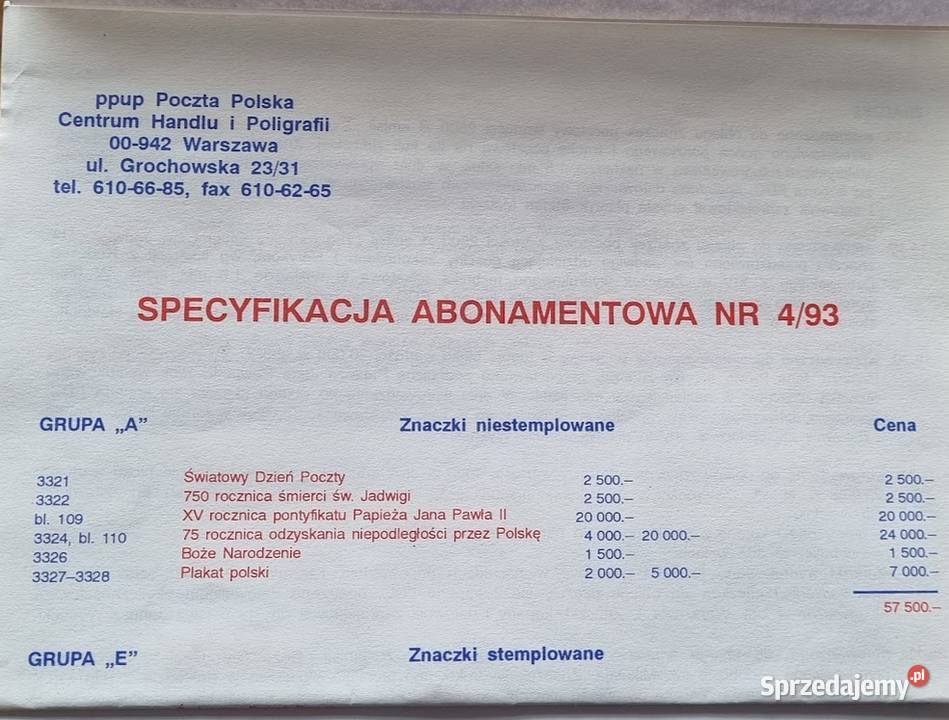 ppup Poczta Polska
Centrum Handlu i Poligrafii
00-942 Warszawa
ul. Grochowska 23/31
tel. 610-66-85, fax 610-62-65
SPECYFIKACJA ABONAMENTOWA NR 4/93
GRUPA „A” Znaczki niestemplowane Cena
3321 Światowy Dzień Poczty 2 500.– 2 500.–
3322 750 rocznica śmierci św. Jadwigi 2 500.– 2 500.–
bl. 109 XV rocznica pontyfikatu Papieża Jana Pawła II 20 000.– 20 000.–
3324, bl. 110 75 rocznica odzyskania niepodległości przez Polskę 4 000.– 20 000.– 24 000.–
3326 Boże Narodzenie 1 500.– 1 500.–
3327–3328 Plakat polski 2 000.– 5 000.– 7 000.–
57 500.–
GRUPA „E” Znaczki stemplowane
Sprzedajemy.pl